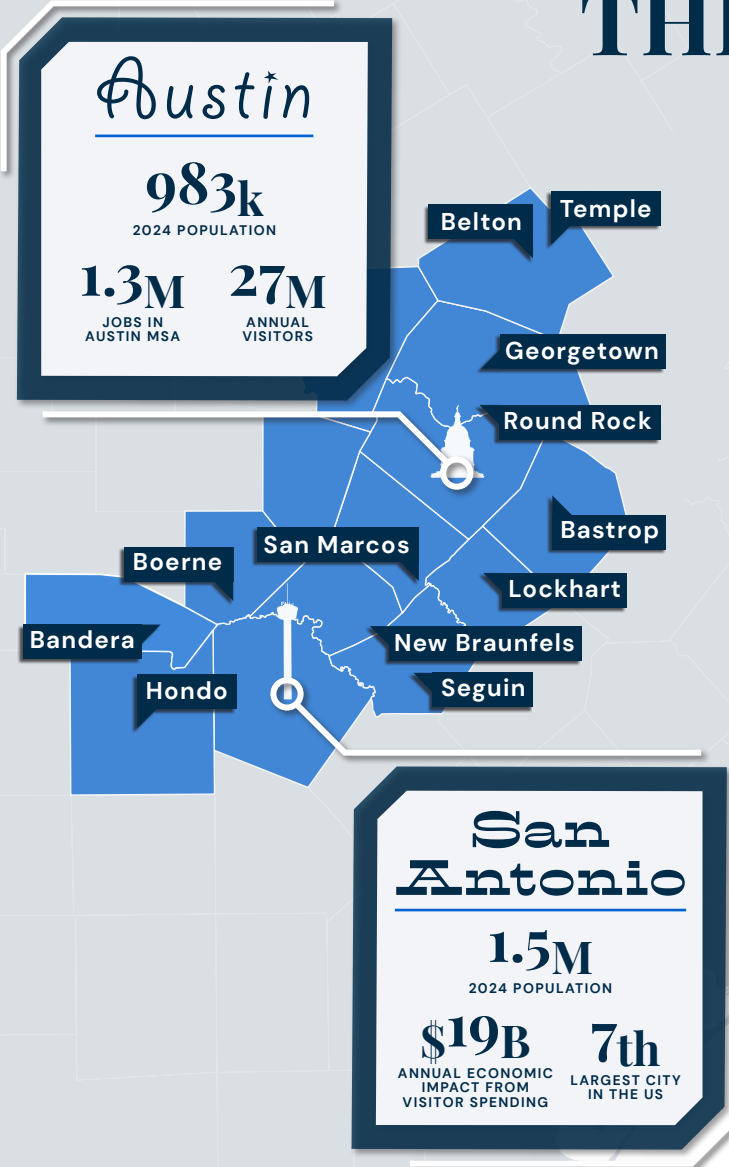 THE
Austin
983k
2024 POPULATION
1.3M
JOBS IN
AUSTIN MSA
27M
ANNUAL
VISITORS
Belton
Temple
Georgetown
Round Rock
Bastrop
San Marcos
Boerne
Lockhart
Bandera
New Braunfels
Hondo
Seguin
San
Antonio
1.5M
2024 POPULATION
$19B
ANNUAL ECONOMIC
IMPACT FROM
VISITOR SPENDING
7th
LARGEST CITY
IN THE US